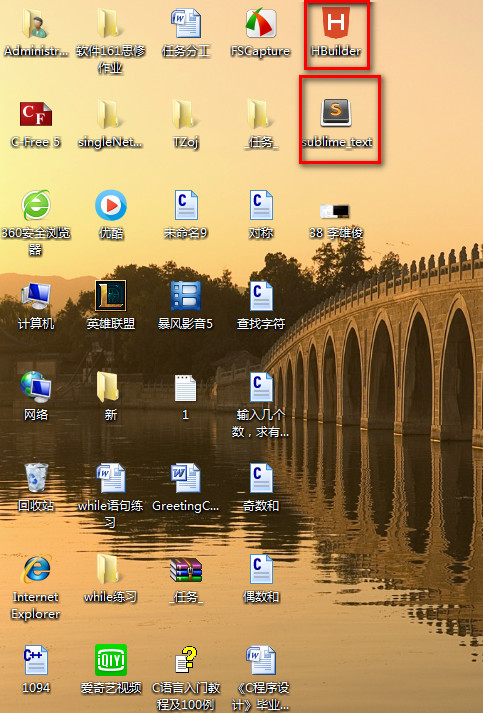 Administr...
软件161思修
作业
任务分工
FSCapture
HBuilder
C-Free 5
singleNet...
TZoj
_任务_
sublime_text
360安全浏览
器
优酷
未命名9
对称
38 李雄俊
计算机
英雄联盟
暴风影音5
查找字符
网络
新
1
输入几个
数，求有...
回收站
while语句练
习
GreetingC...
奇数和
Internet
Explorer
while练习
_任务_
偶数和
1094
爱奇艺视频
C语言入门教
程及100例
《C程序设
计》毕业...